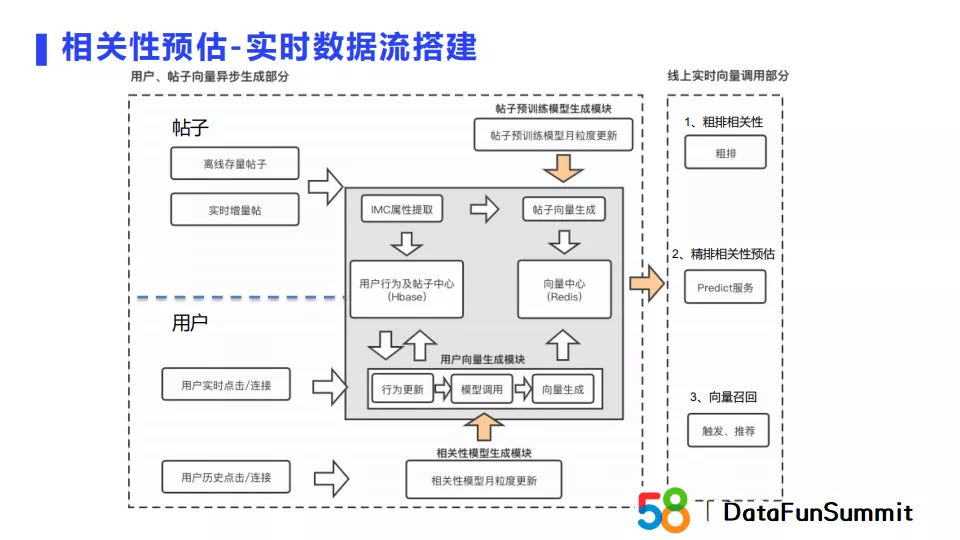 相关性预估-实时数据流搭建
用户、帖子向量异步生成部分
线上实时向量调用部分
帖子预训练模型生成模块
帖子预训练模型月粒度更新
帖子
离线存量帖子
实时增量帖
IMC属性提取
帖子向量生成
用户行为及帖子中心
(Hbase)
向量中心
(Redis)
用户
用户向量生成模块
用户实时点击/连接
行为更新
模型调用
向量生成
相关性模型生成模块
用户历史点击/连接
相关性模型月粒度更新
1、粗排相关性
粗排
2、精排相关性预估
Predict服务
3、向量召回
触发、推荐
58
DataFunSummit